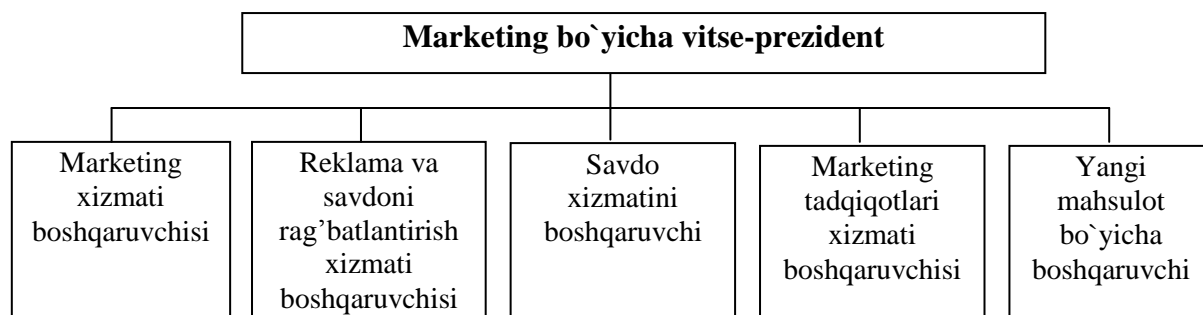 Marketing bo`yicha vitse-prezident
Marketing
xizmati
boshqaruvchisi
Reklama va
savdoni
rag’batlantirish
xizmati
boshqaruvchisi
Savdo
xizmatini
boshqaruvchi
Marketing
tadqiqotlari
xizmati
boshqaruvchisi
Yangi
mahsulot
bo`yicha
boshqaruvchi